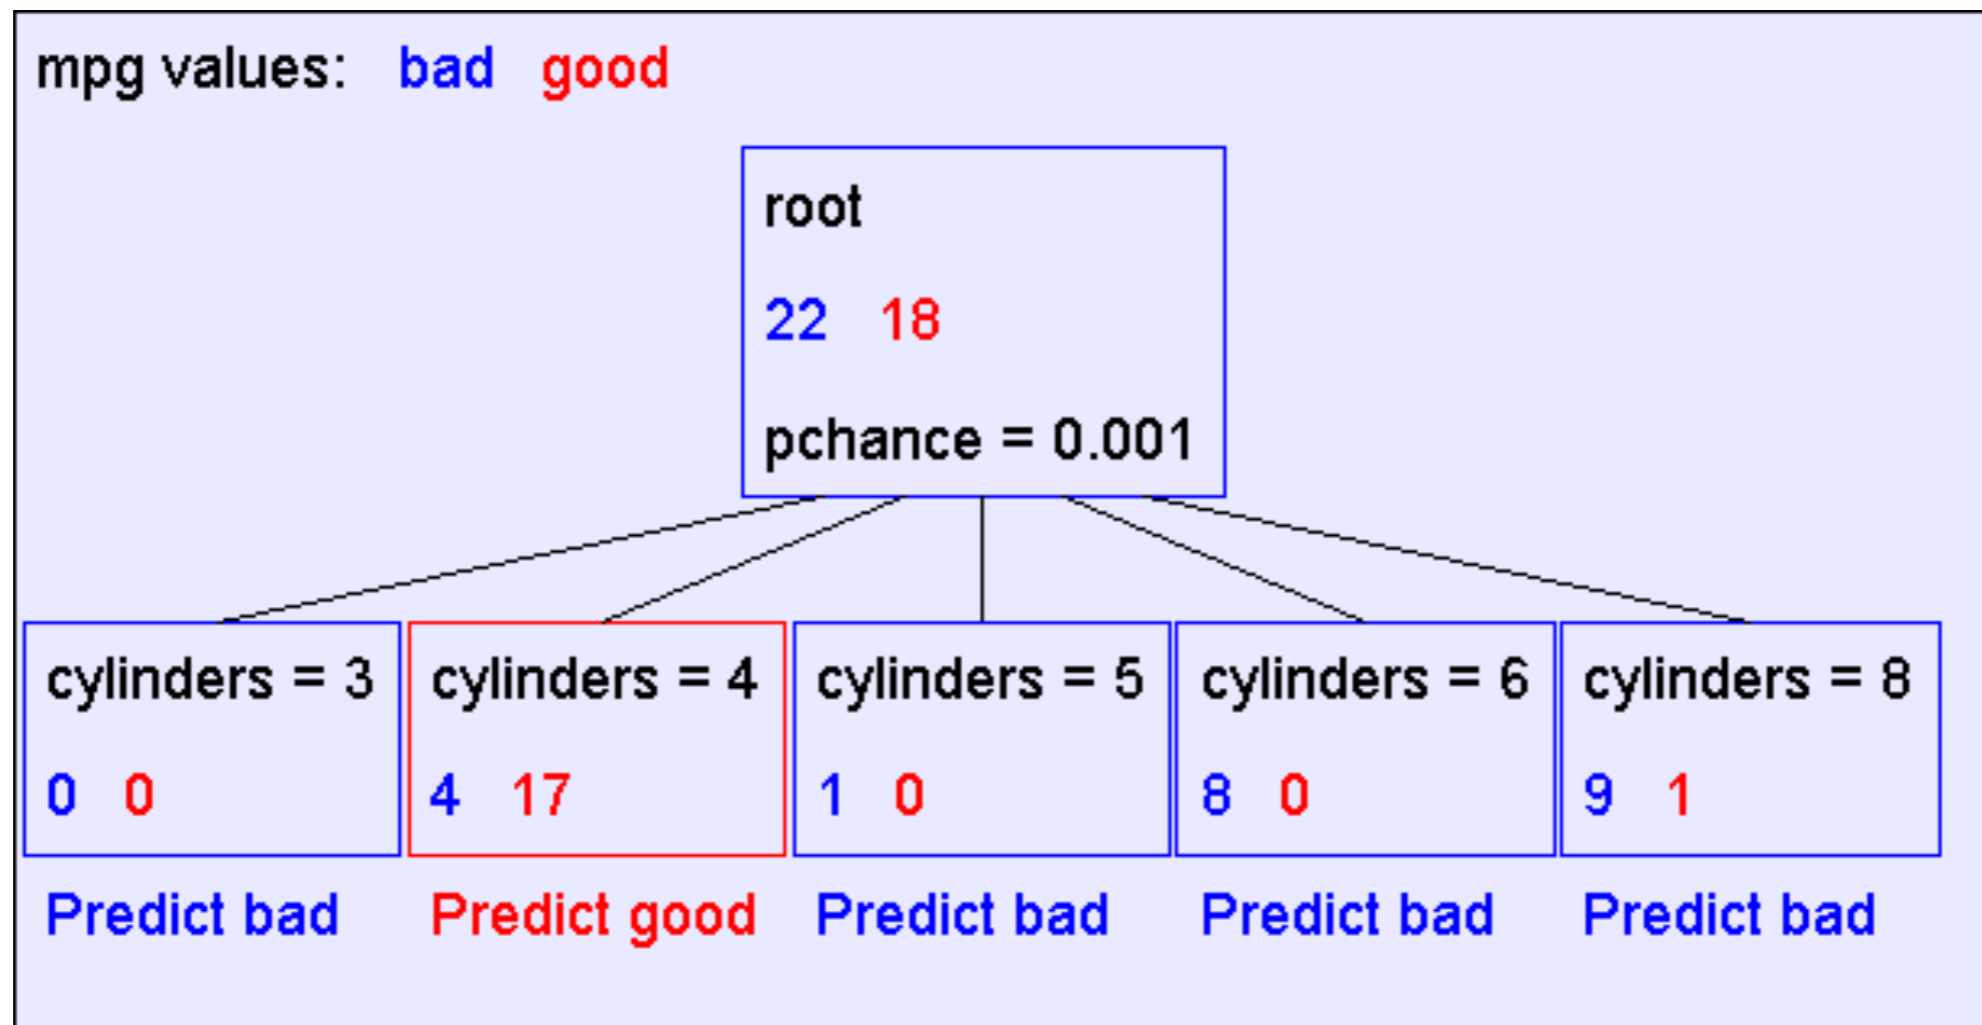 mpg values: bad good
root
22 18
pchance = 0.001
cylinders = 3 cylinders = 4 cylinders = 5 cylinders = 6 cylinders = 8
0 0 4 17 1 0 8 0 9 1
Predict bad Predict good Predict bad Predict bad Predict bad